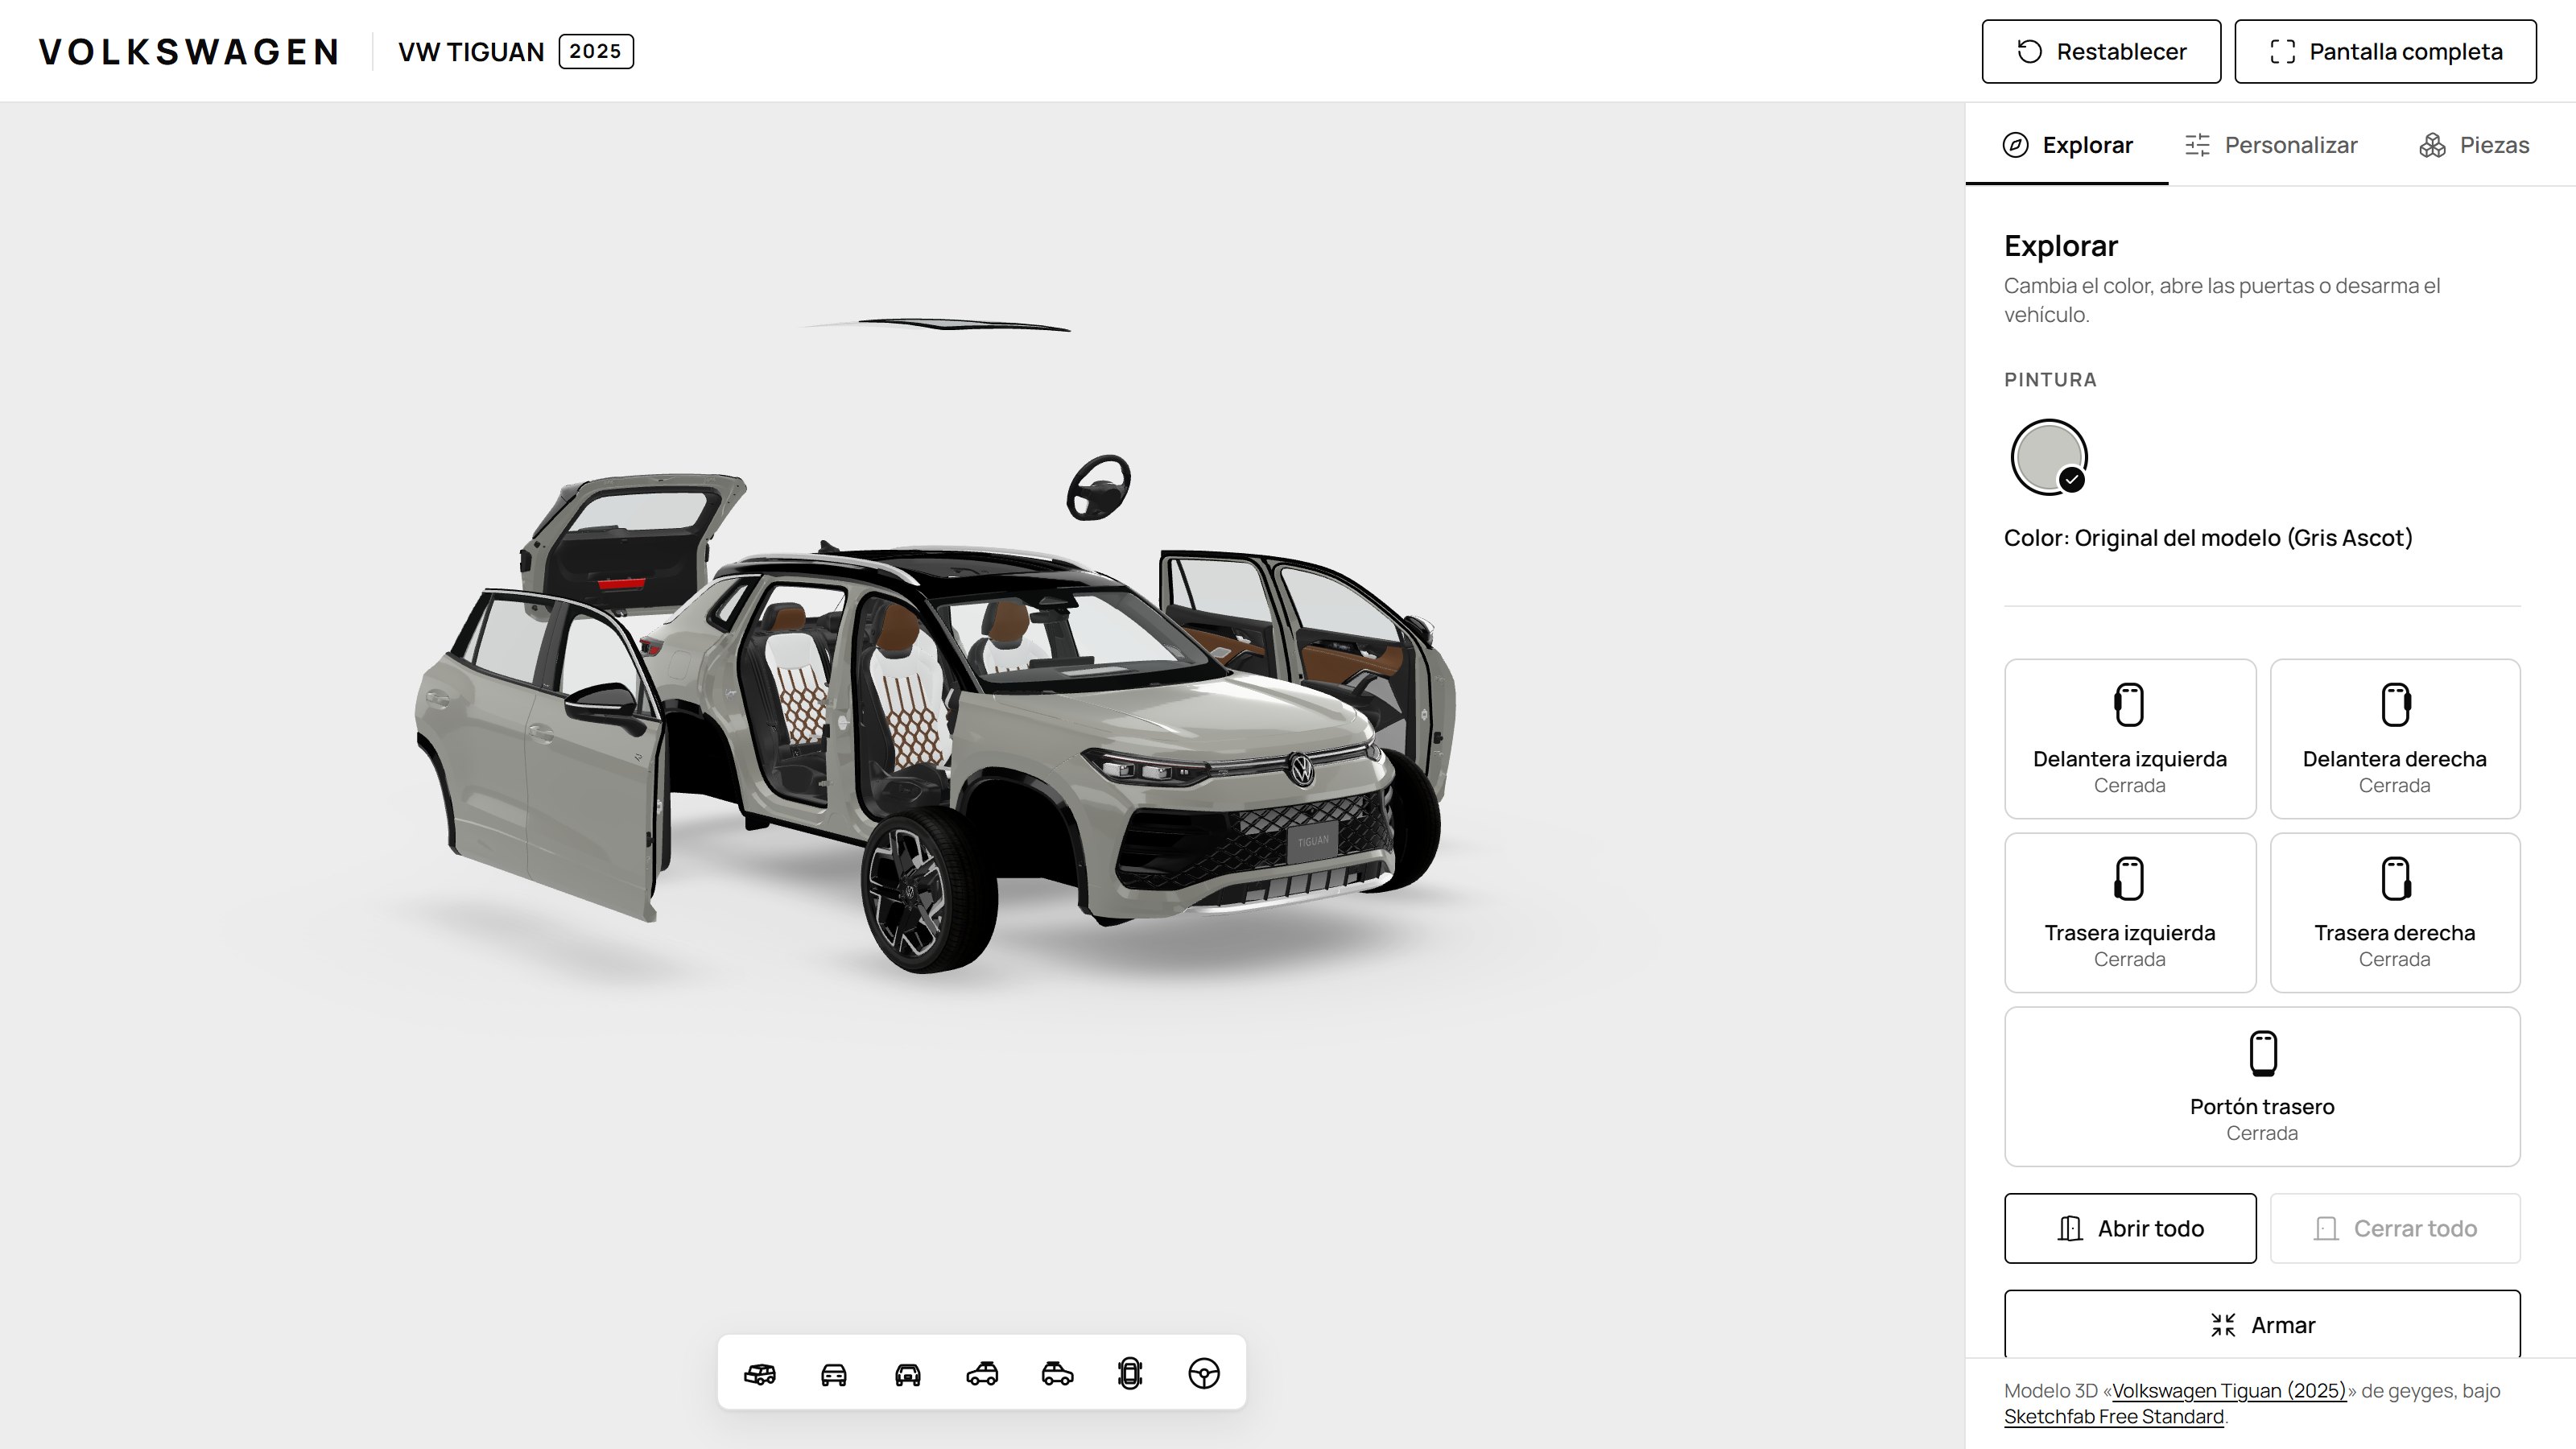 VOLKSWAGEN
VW TIGUAN
2025
Restablecer
Pantalla completa
Explorar
Personalizar
Piezas
Explorar
Cambia el color, abre las puertas o desarma el
vehículo.
PINTURA
Color: Original del modelo (Gris Ascot)
Delantera izquierda
Cerrada
Delantera derecha
Cerrada
Trasera izquierda
Cerrada
Trasera derecha
Cerrada
Portón trasero
Cerrada
Abrir todo
Cerrar todo
Armar
TIGUAN
Modelo 3D «Volkswagen Tiguan (2025)» de geyges, bajo
Sketchfab Free Standard.